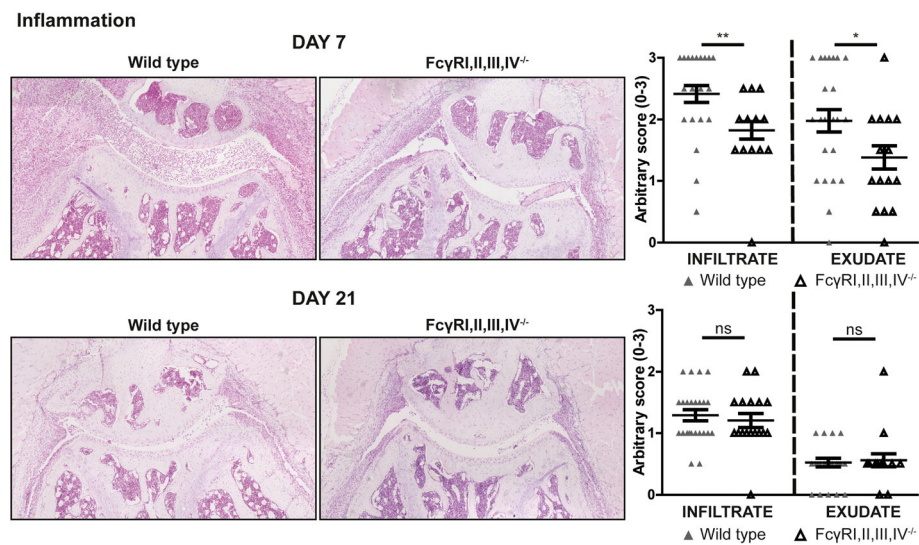 Inflammation
DAY 7
Wild type
FcγRI,II,III,IV-/-
Arbitrary score (0-3)
3
2
1
0
**
*
INFILTRATE
EXUDATE
Wild type
FcγRI,II,III,IV-/-
DAY 21
Wild type
FcγRI,II,III,IV-/-
Arbitrary score (0-3)
3
2
1
0
ns
ns
INFILTRATE
EXUDATE
Wild type
FcγRI,II,III,IV-/-